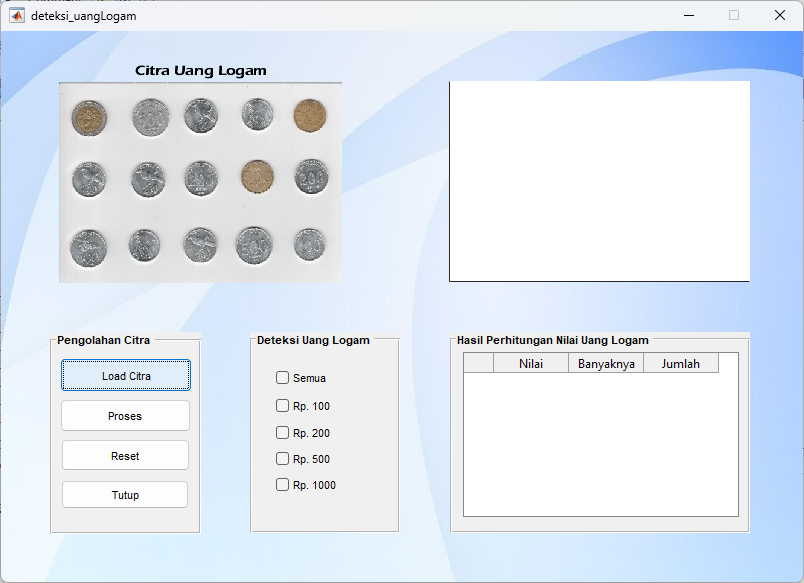 deteksi_uangLogam
Citra Uang Logam
Pengolahan Citra
Load Citra
Proses
Reset
Tutup
Deteksi Uang Logam
Semua
Rp. 100
Rp. 200
Rp. 500
Rp. 1000
Hasil Perhitungan Nilai Uang Logam
Nilai Banyaknya Jumlah